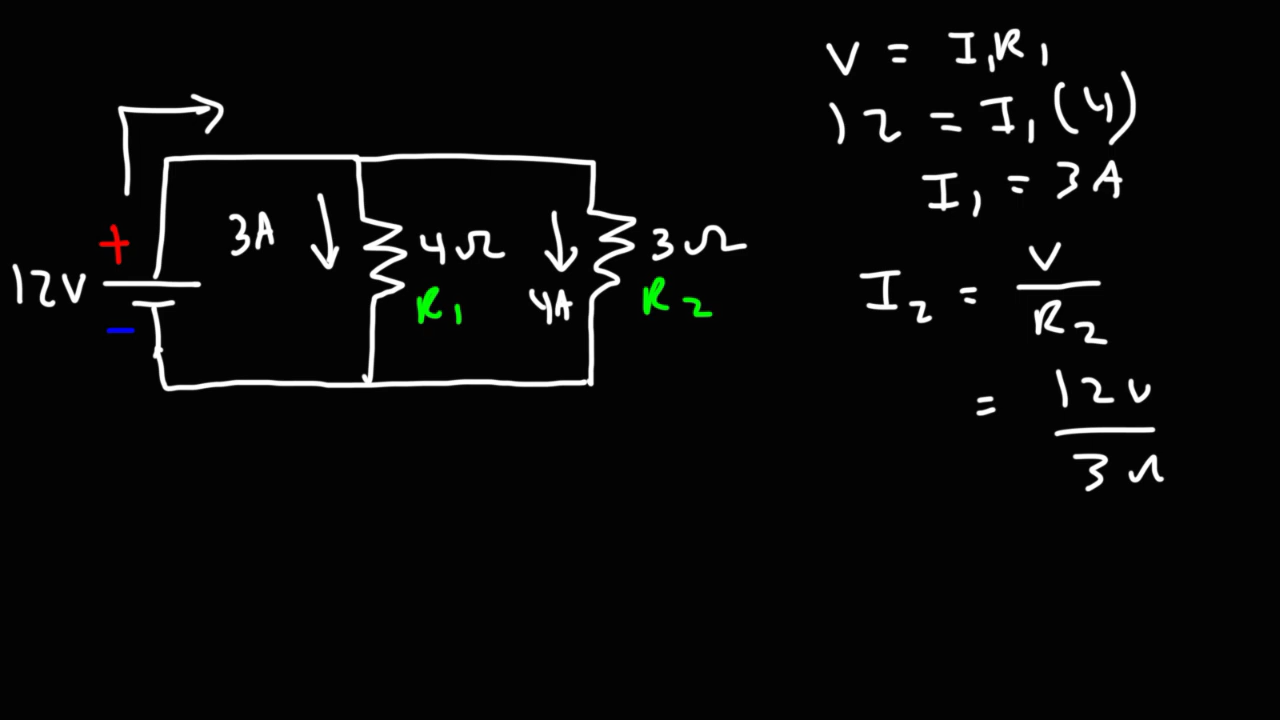 +
12V
−
3A
4Ω
R1
4A
3Ω
R2
V = I1R1
12 = I1(4)
I1 = 3A
I2 = V
R2
= 12V
3Ω